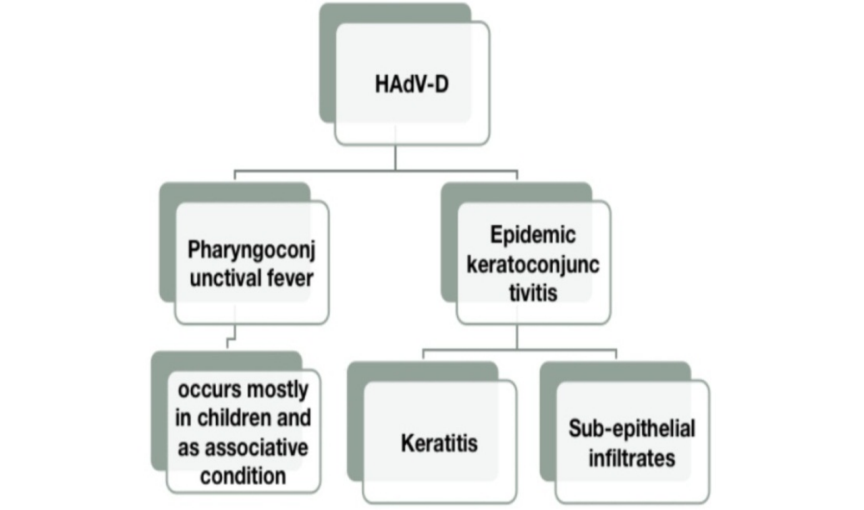 HAdV-D
Pharyngoconj
unctival fever
Epidemic
keratoconjunc
tivitis
occurs mostly
in children and
as associative
condition
Keratitis
Sub-epithelial
infiltrates